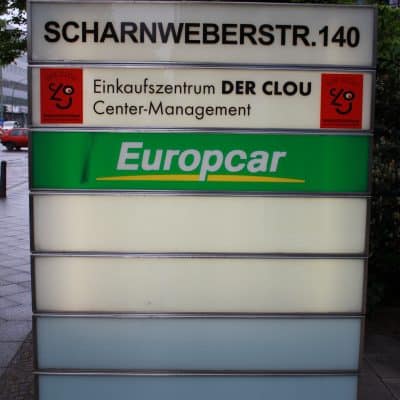 SCHARNWEBERSTR.140
Einkaufszentrum DER CLOU
Center-Management
Europcar